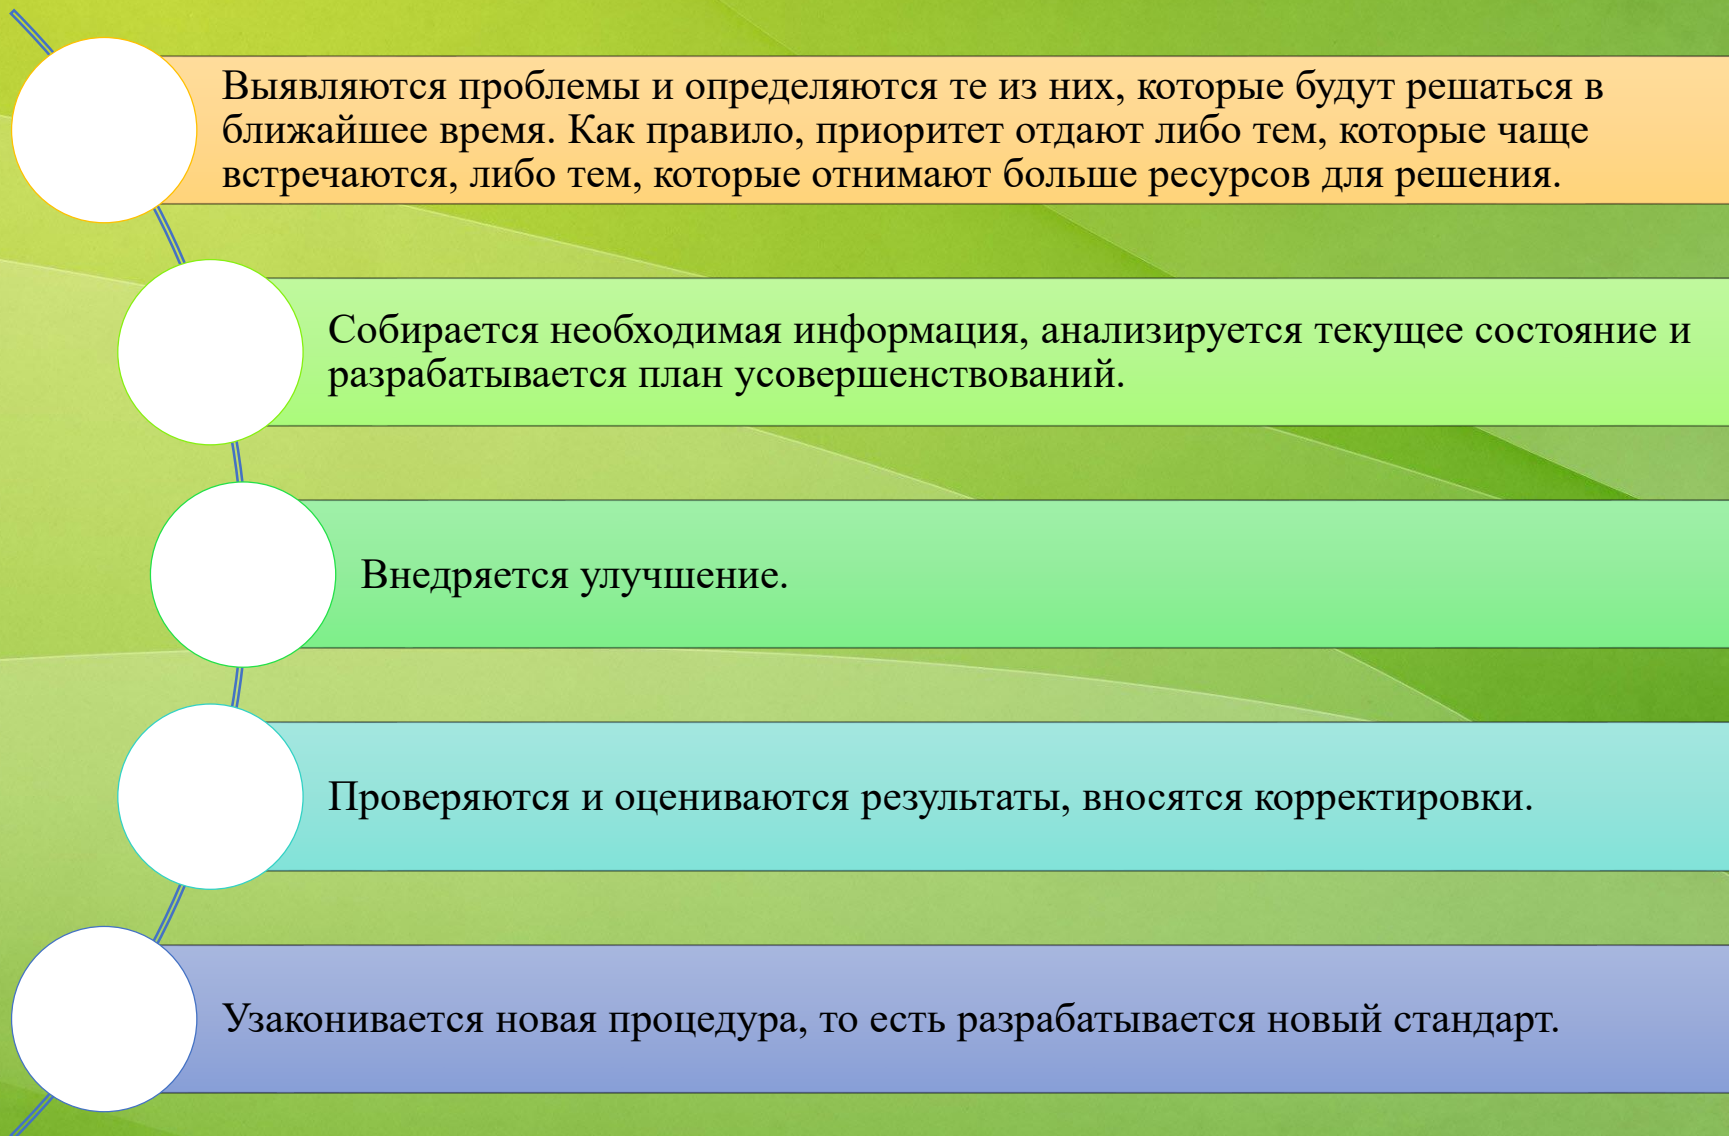 Выявляются проблемы и определяются те из них, которые будут решаться в
ближайшее время. Как правило, приоритет отдают либо тем, которые чаще
встречаются, либо тем, которые отнимают больше ресурсов для решения.
Собирается необходимая информация, анализируется текущее состояние и
разрабатывается план усовершенствований.
Внедряется улучшение.
Проверяются и оцениваются результаты, вносятся корректировки.
Узаконивается новая процедура, то есть разрабатывается новый стандарт.